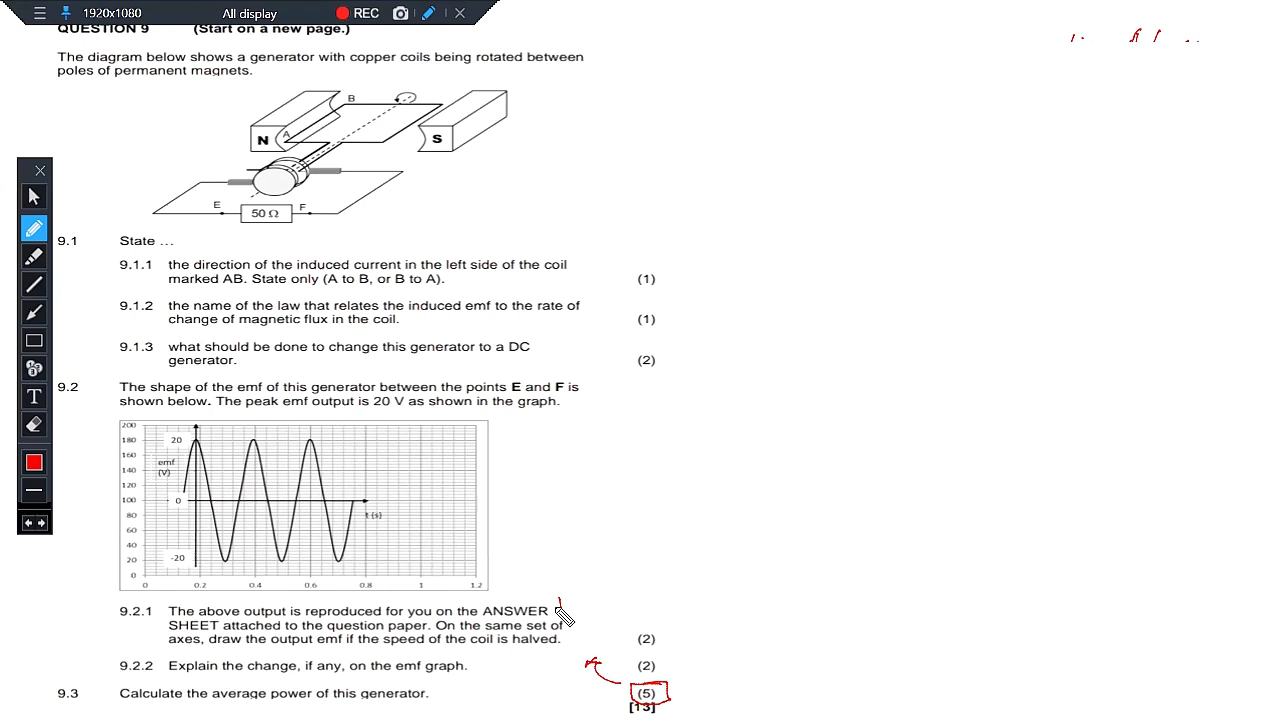 1920x1080 All display REC
QUESTION 9 (Start on a new page.)
The diagram below shows a generator with copper coils being rotated between
poles of permanent magnets.
B
A
N
S
E
50 Ω
F
9.1 State …
9.1.1 the direction of the induced current in the left side of the coil
marked AB. State only (A to B, or B to A). (1)
9.1.2 the name of the law that relates the induced emf to the rate of
change of magnetic flux in the coil. (1)
9.1.3 what should be done to change this generator to a DC
generator. (2)
9.2 The shape of the emf of this generator between the points E and F is
shown below. The peak emf output is 20 V as shown in the graph.
200
180 20
160 emf
140 (V)
120
100 0
80 t (s)
60
40
20 -20
0
0 0.2 0.4 0.6 0.8 1 1.2
9.2.1 The above output is reproduced for you on the ANSWER
SHEET attached to the question paper. On the same set of
axes, draw the output emf if the speed of the coil is halved. (2)
9.2.2 Explain the change, if any, on the emf graph. (2)
9.3 Calculate the average power of this generator. (5)
[13]
T